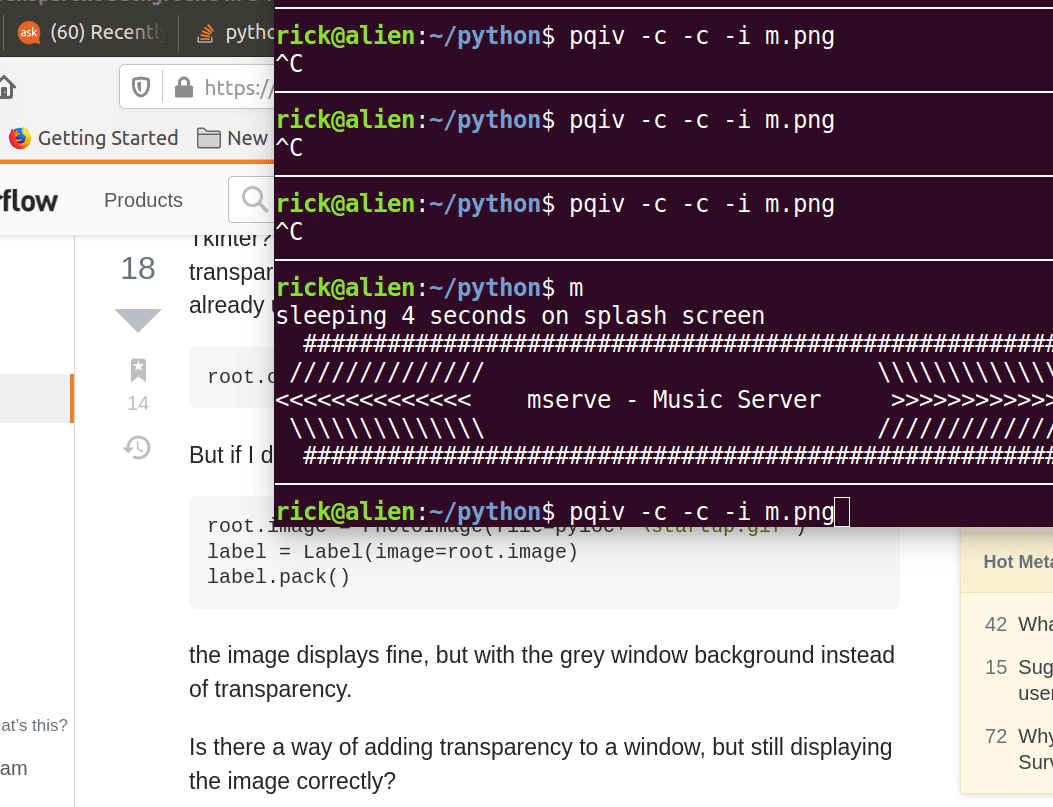 ask (60) Recently
pytho
https://
Getting Started New
rflow
Products
18
14
Tkinter?
transpar
already u
root.c
But if I d
rick@alien:~/python$ pqiv -c -c -i m.png
^C
rick@alien:~/python$ pqiv -c -c -i m.png
^C
rick@alien:~/python$ pqiv -c -c -i m.png
^C
rick@alien:~/python$ m
sleeping 4 seconds on splash screen
######################################################
////////////// \\\\\\\\\\\\\
<<<<<<<<<<<<<< mserve - Music Server >>>>>>>>>>>>
\\\\\\\\\\\\\\ /////////////
######################################################
rick@alien:~/python$ pqiv -c -c -i m.png
root.image = PhotoImage(file=pyloc+"\startup.gif")
label = Label(image=root.image)
label.pack()
the image displays fine, but with the grey window background instead
of transparency.
Is there a way of adding transparency to a window, but still displaying
the image correctly?
at's this?
am
Hot Meta
42 Wha
15 Sug
user
72 Why
Surv